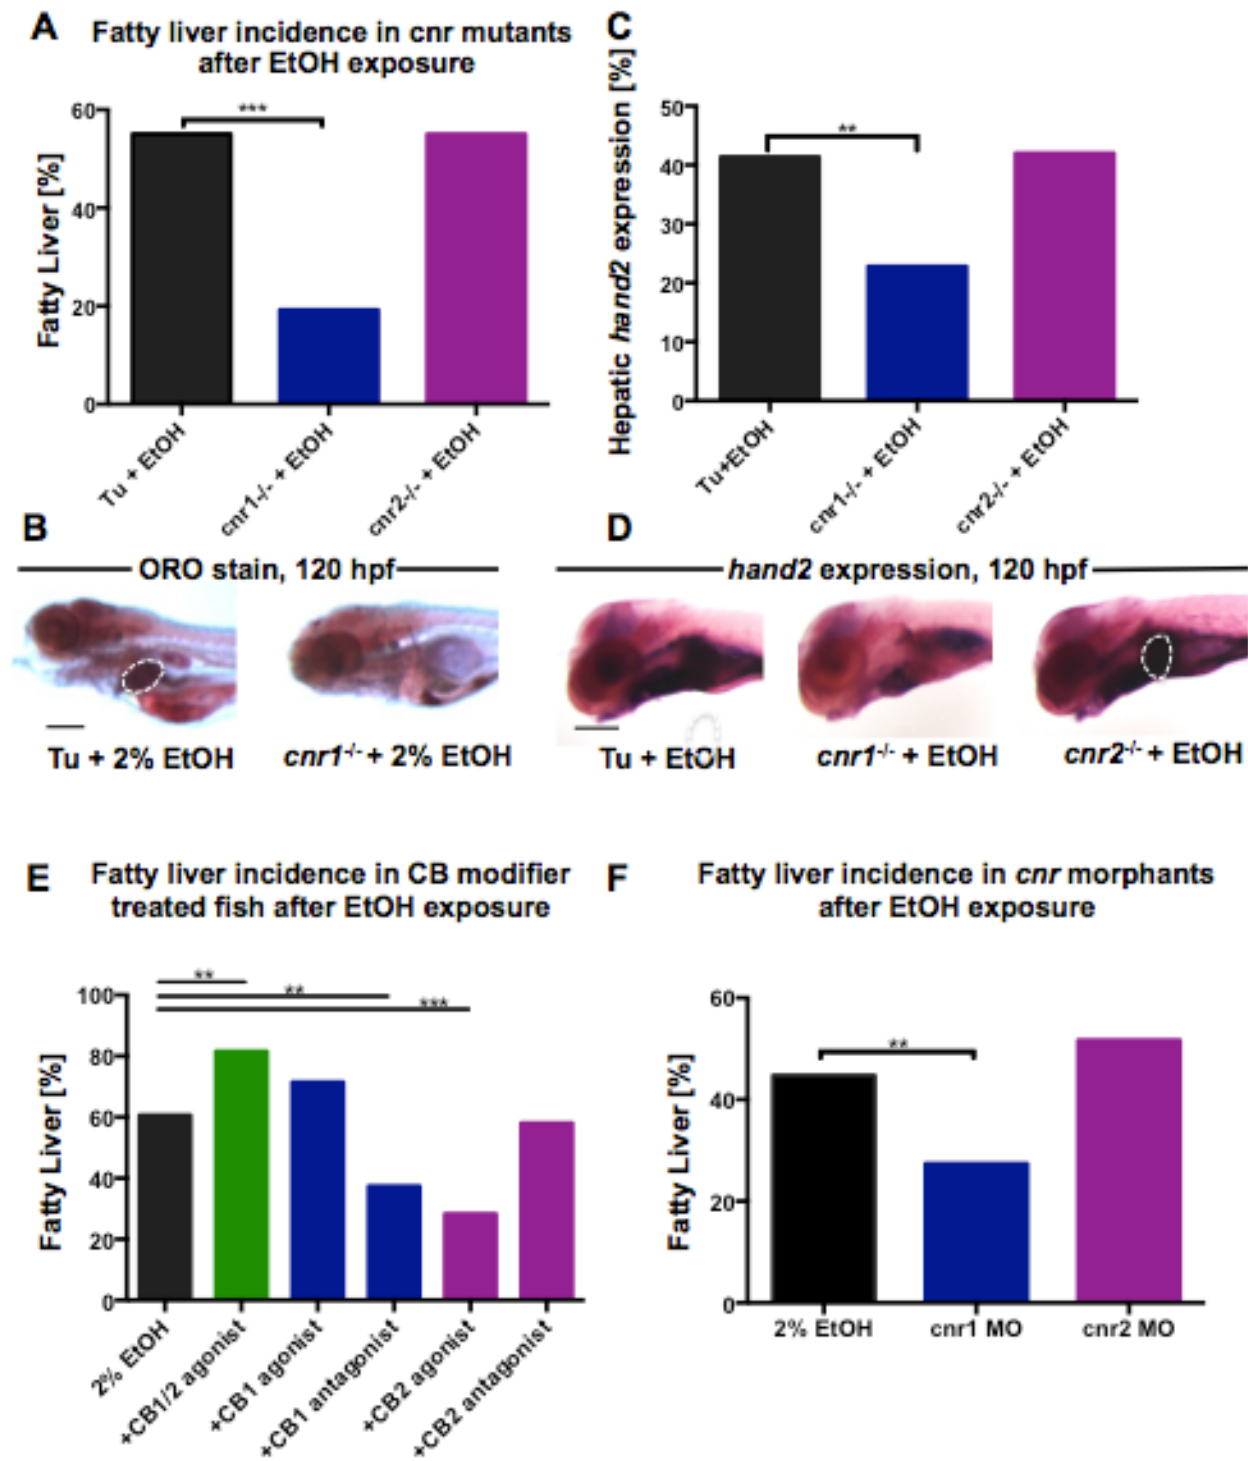 A
Fatty liver incidence in cnr mutants
after EtOH exposure
60
40
20
0
Fatty Liver [%]
***
Tu + EtOH
cnr1-/- + EtOH
cnr2-/- + EtOH
C
50
40
30
20
10
0
Hepatic hand2 expression [%]
**
Tu+EtOH
cnr1-/- + EtOH
cnr2-/- + EtOH
B
ORO stain, 120 hpf
Tu + 2% EtOH
cnr1-/- + 2% EtOH
D
hand2 expression, 120 hpf
Tu + EtOH
cnr1-/- + EtOH
cnr2-/- + EtOH
E
Fatty liver incidence in CB modifier
treated fish after EtOH exposure
100
80
60
40
20
0
Fatty Liver [%]
**
**
***
2% EtOH
+CB1/2 agonist
+CB1 agonist
+CB1 antagonist
+CB2 agonist
+CB2 antagonist
F
Fatty liver incidence in cnr morphants
after EtOH exposure
60
40
20
0
Fatty Liver [%]
**
2% EtOH
cnr1 MO
cnr2 MO